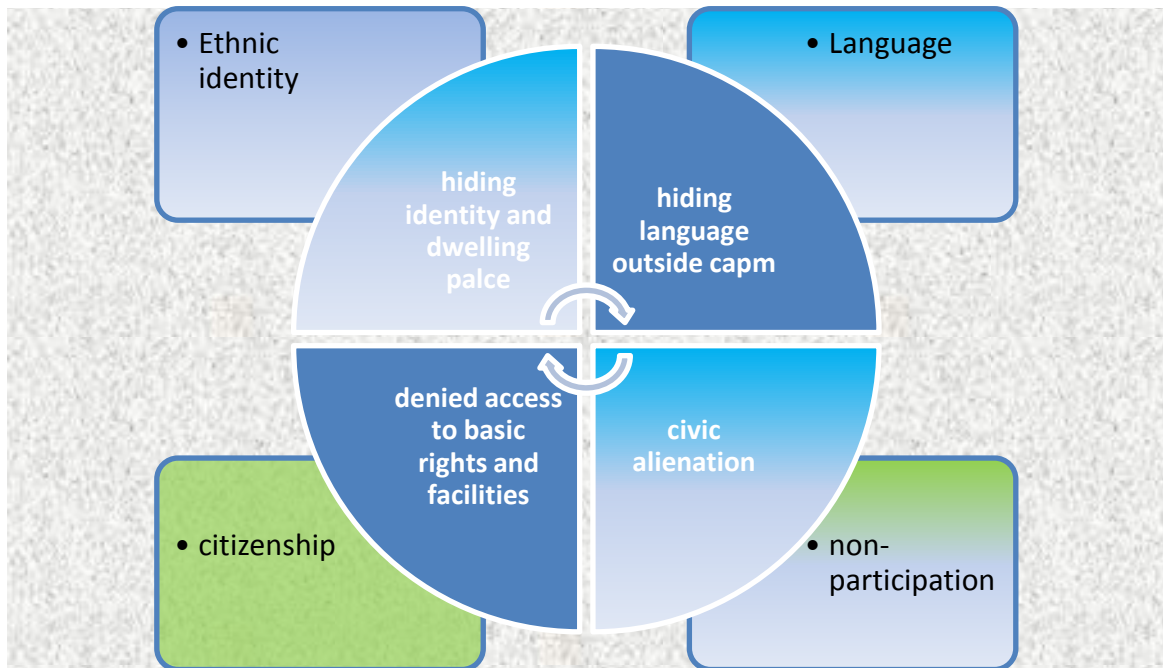 • Ethnic
identity
• Language
hiding
identity and
dwelling
palce
hiding
language
outside capm
denied access
to basic
rights and
facilities
civic
alienation
• citizenship
• non-
participation